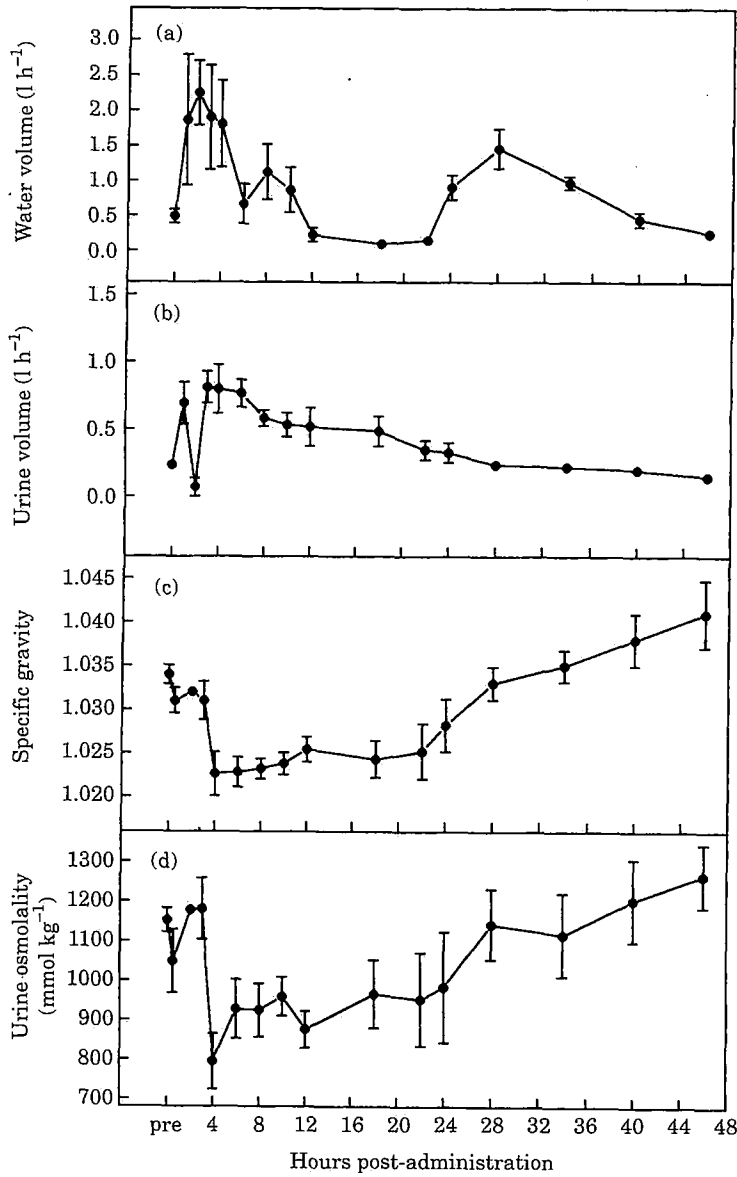 (a)
Water volume (l h⁻¹)
3.0
2.5
2.0
1.5
1.0
0.5
0.0
(b)
Urine volume (l h⁻¹)
1.5
1.0
0.5
0.0
(c)
Specific gravity
1.045
1.040
1.035
1.030
1.025
1.020
(d)
Urine osmolality
(mmol kg⁻¹)
1300
1200
1100
1000
900
800
700
pre 4 8 12 16 20 24 28 32 36 40 44 48
Hours post-administration